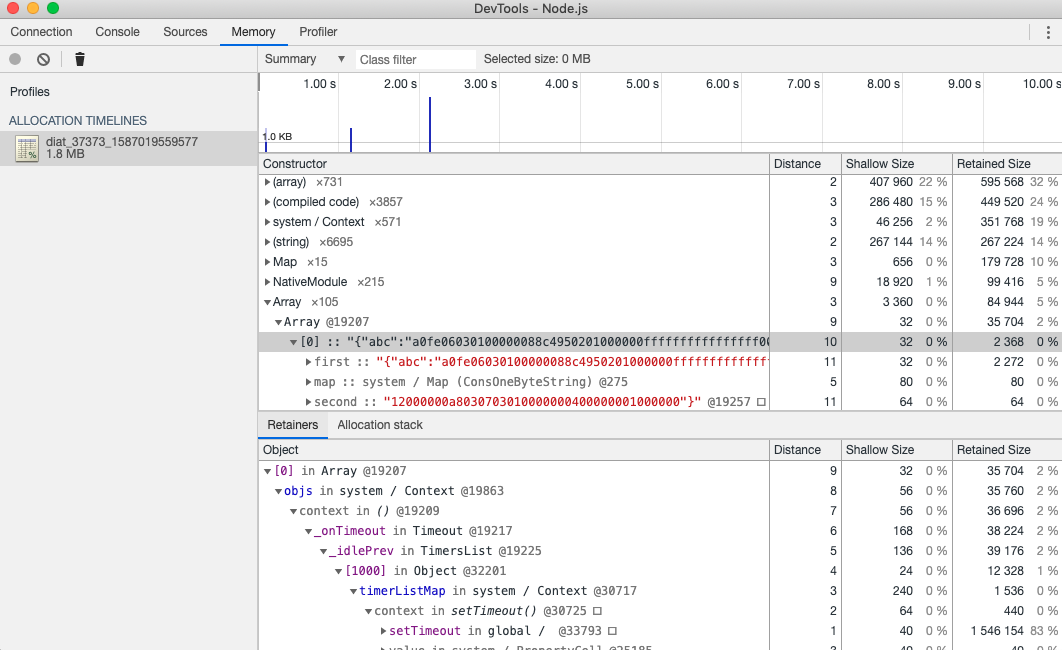 DevTools - Node.js
Connection Console Sources Memory Profiler
Summary ▼ Class filter Selected size: 0 MB
Profiles
ALLOCATION TIMELINES
diat_37373_1587019559577
1.8 MB
1.00 s 2.00 s 3.00 s 4.00 s 5.00 s 6.00 s 7.00 s 8.00 s 9.00 s 10.00 s
1.0 KB
Constructor Distance Shallow Size Retained Size
(array) ×731 2 407 960 22 % 595 568 32 %
(compiled code) ×3857 3 286 480 15 % 449 520 24 %
system / Context ×571 3 46 256 2 % 351 768 19 %
(string) ×6695 2 267 144 14 % 267 224 14 %
Map ×15 3 656 0 % 179 728 10 %
NativeModule ×215 9 18 920 1 % 99 416 5 %
Array ×105 3 3 360 0 % 84 944 5 %
Array @19207 9 32 0 % 35 704 2 %
[0] :: "{"abc":"a0fe06030100000088c4950201000000ffffffffffffffff00 10 32 0 % 2 368 0 %
first :: "{"abc":"a0fe06030100000088c4950201000000fffffffffffffff 11 32 0 % 2 272 0 %
map :: system / Map (ConsOneByteString) @275 5 80 0 % 80 0 %
second :: "12000000a8030703010000000400000001000000"}" @19257 11 64 0 % 64 0 %
Retainers Allocation stack
Object Distance Shallow Size Retained Size
[0] in Array @19207 9 32 0 % 35 704 2 %
objs in system / Context @19863 8 56 0 % 35 760 2 %
context in () @19209 7 56 0 % 36 696 2 %
_onTimeout in Timeout @19217 6 168 0 % 38 224 2 %
_idlePrev in TimersList @19225 5 136 0 % 39 176 2 %
[1000] in Object @32201 4 24 0 % 12 328 1 %
timerListMap in system / Context @30717 3 240 0 % 1 536 0 %
context in setTimeout() @30725 2 64 0 % 440 0 %
setTimeout in global / @33793 1 40 0 % 1 546 154 83 %
value in system / PropertyCell @25185 3 40 0 % 40 0 %